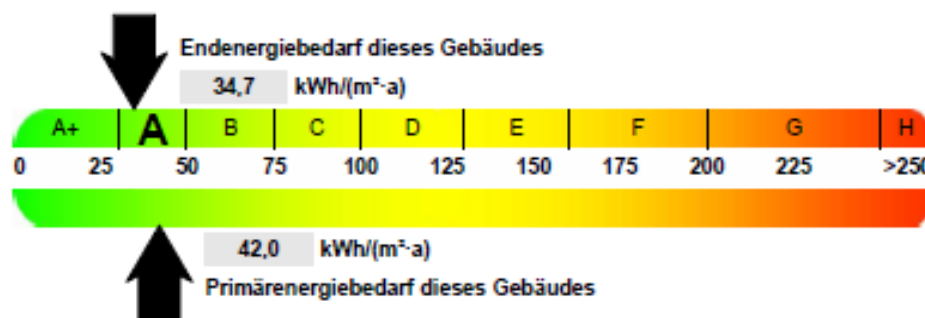 Endenergiebedarf dieses Gebäudes
34,7 kWh/(m²·a)
A+ A B C D E F G H
0 25 50 75 100 125 150 175 200 225 >250
42,0 kWh/(m²·a)
Primärenergiebedarf dieses Gebäudes